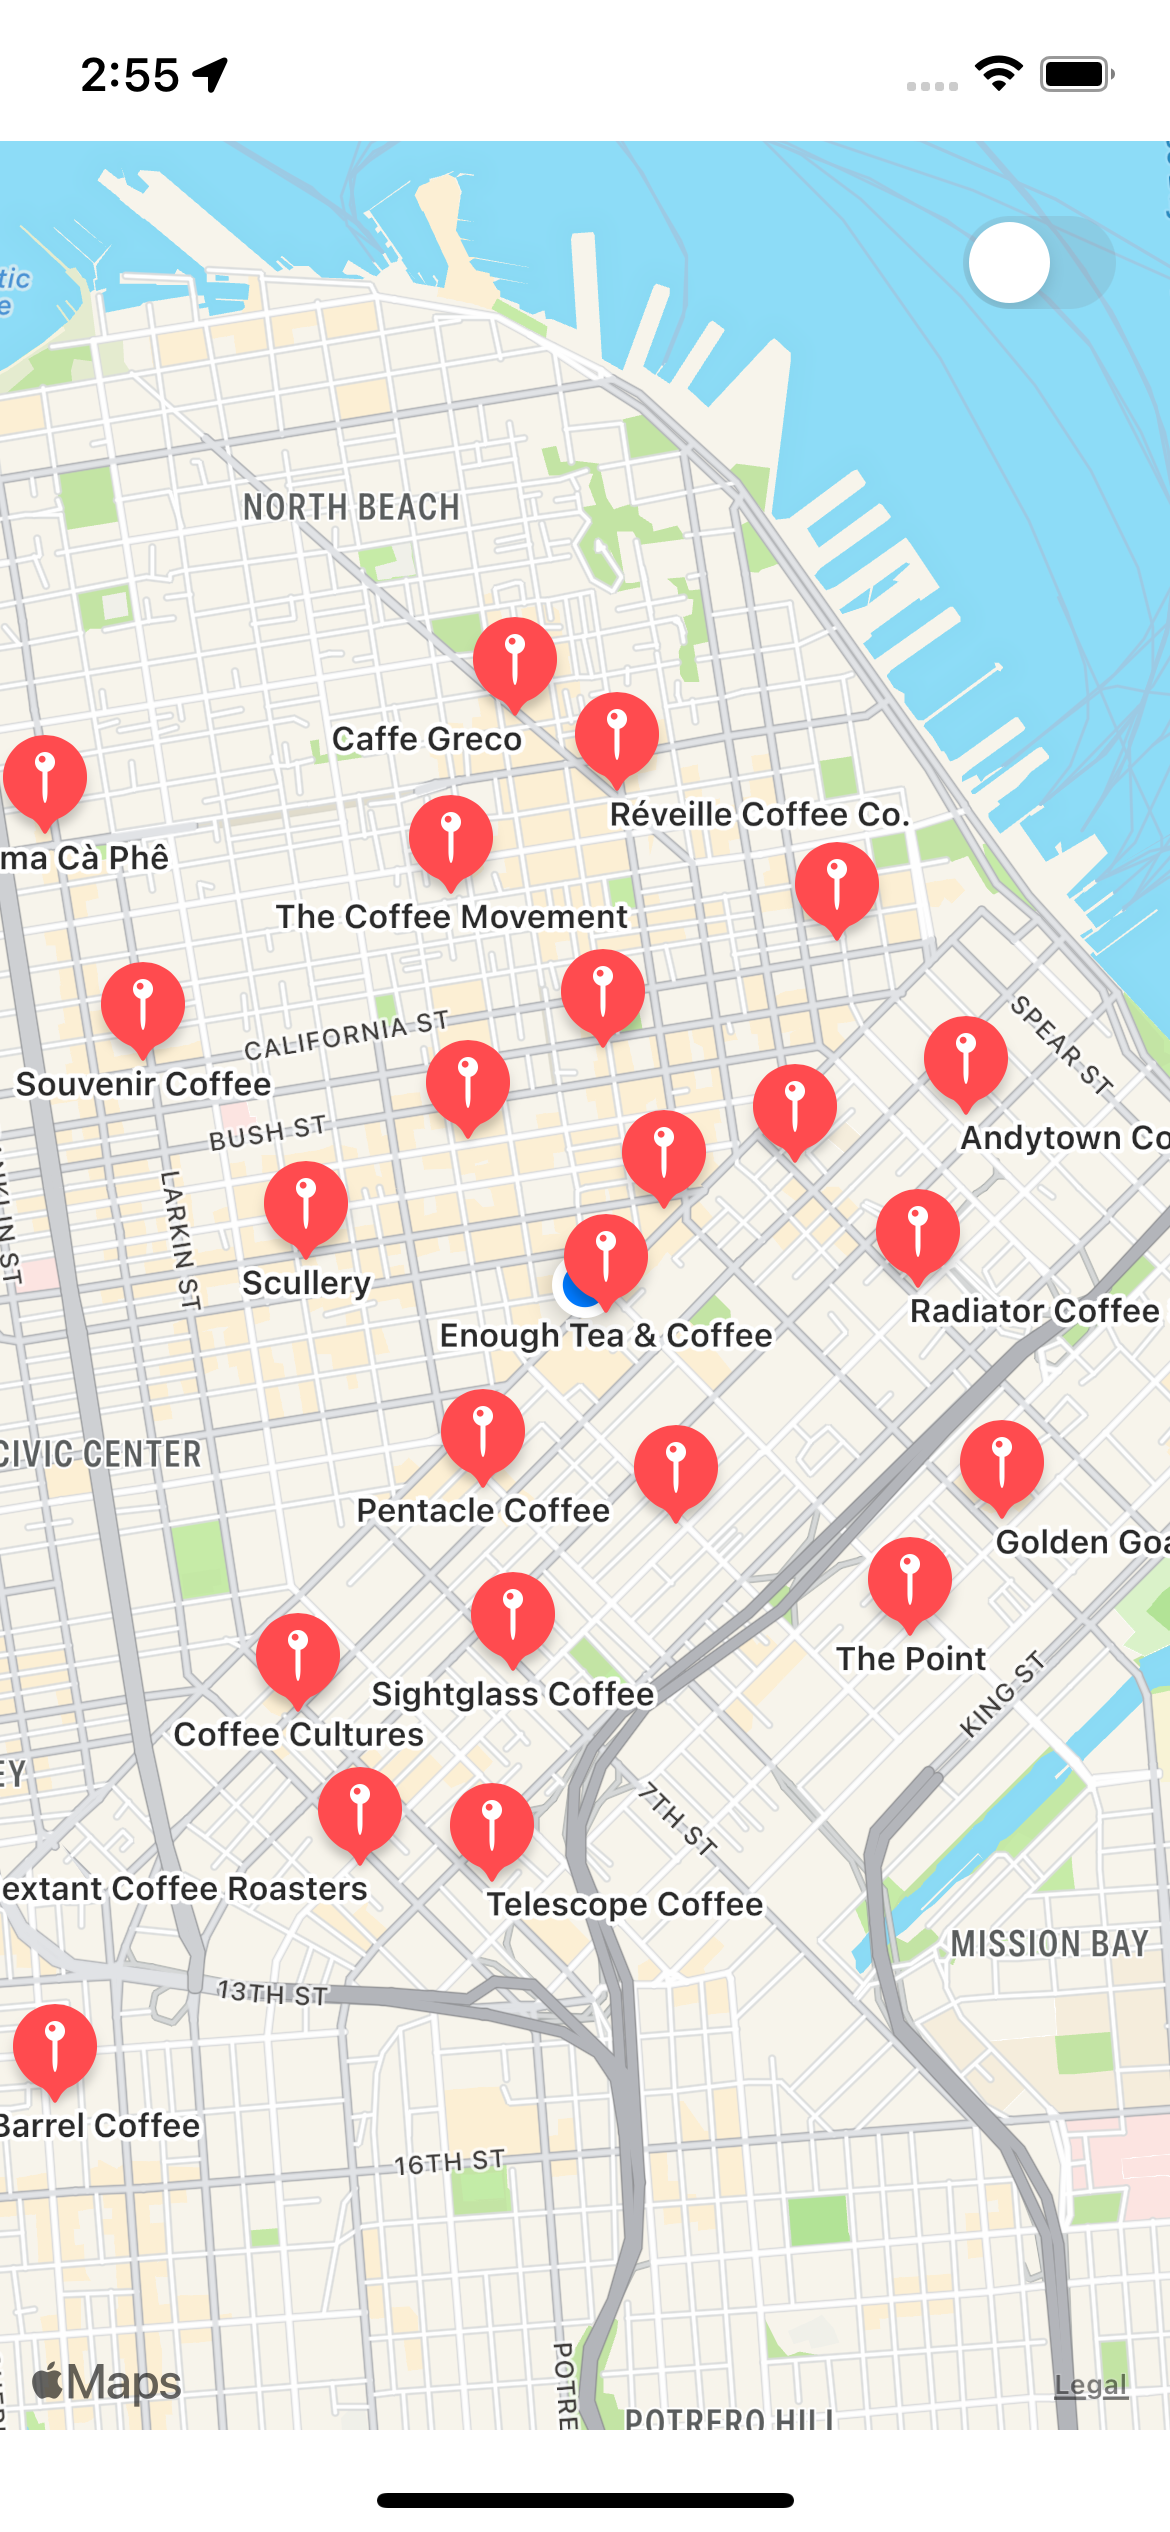 2:55
tic
e
NORTH BEACH
Caffe Greco
Réveille Coffee Co.
ma Cà Phê
The Coffee Movement
SPEAR ST
CALIFORNIA ST
Souvenir Coffee
BUSH ST
Andytown Co
LARKIN ST
NKLIN ST
Scullery
Radiator Coffee
Enough Tea & Coffee
CIVIC CENTER
Pentacle Coffee
Golden Goa
The Point
KING ST
Sightglass Coffee
Coffee Cultures
EY
7TH ST
extant Coffee Roasters
Telescope Coffee
MISSION BAY
13TH ST
Barrel Coffee
16TH ST
POTRE
Maps
Legal
POTRERO HILL